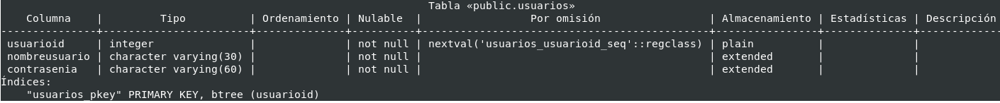 Tabla «public.usuarios»
Columna | Tipo | Ordenamiento | Nulable | Por omisión | Almacenamiento | Estadísticas | Descripción
---------------+-----------------------+--------------+----------+----------------------------------------------+----------------+--------------+-------------
usuarioid | integer | | not null | nextval('usuarios_usuarioid_seq'::regclass) | plain | |
nombreusuario | character varying(30) | | not null | | extended | |
contrasenia | character varying(60) | | not null | | extended | |
Índices:
"usuarios_pkey" PRIMARY KEY, btree (usuarioid)